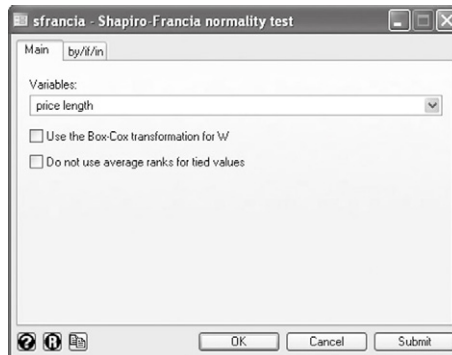 sfrancia - Shapiro-Francia normality test
Main by/if/in
Variables:
price length
Use the Box-Cox transformation for W
Do not use average ranks for tied values
? R OK Cancel Submit